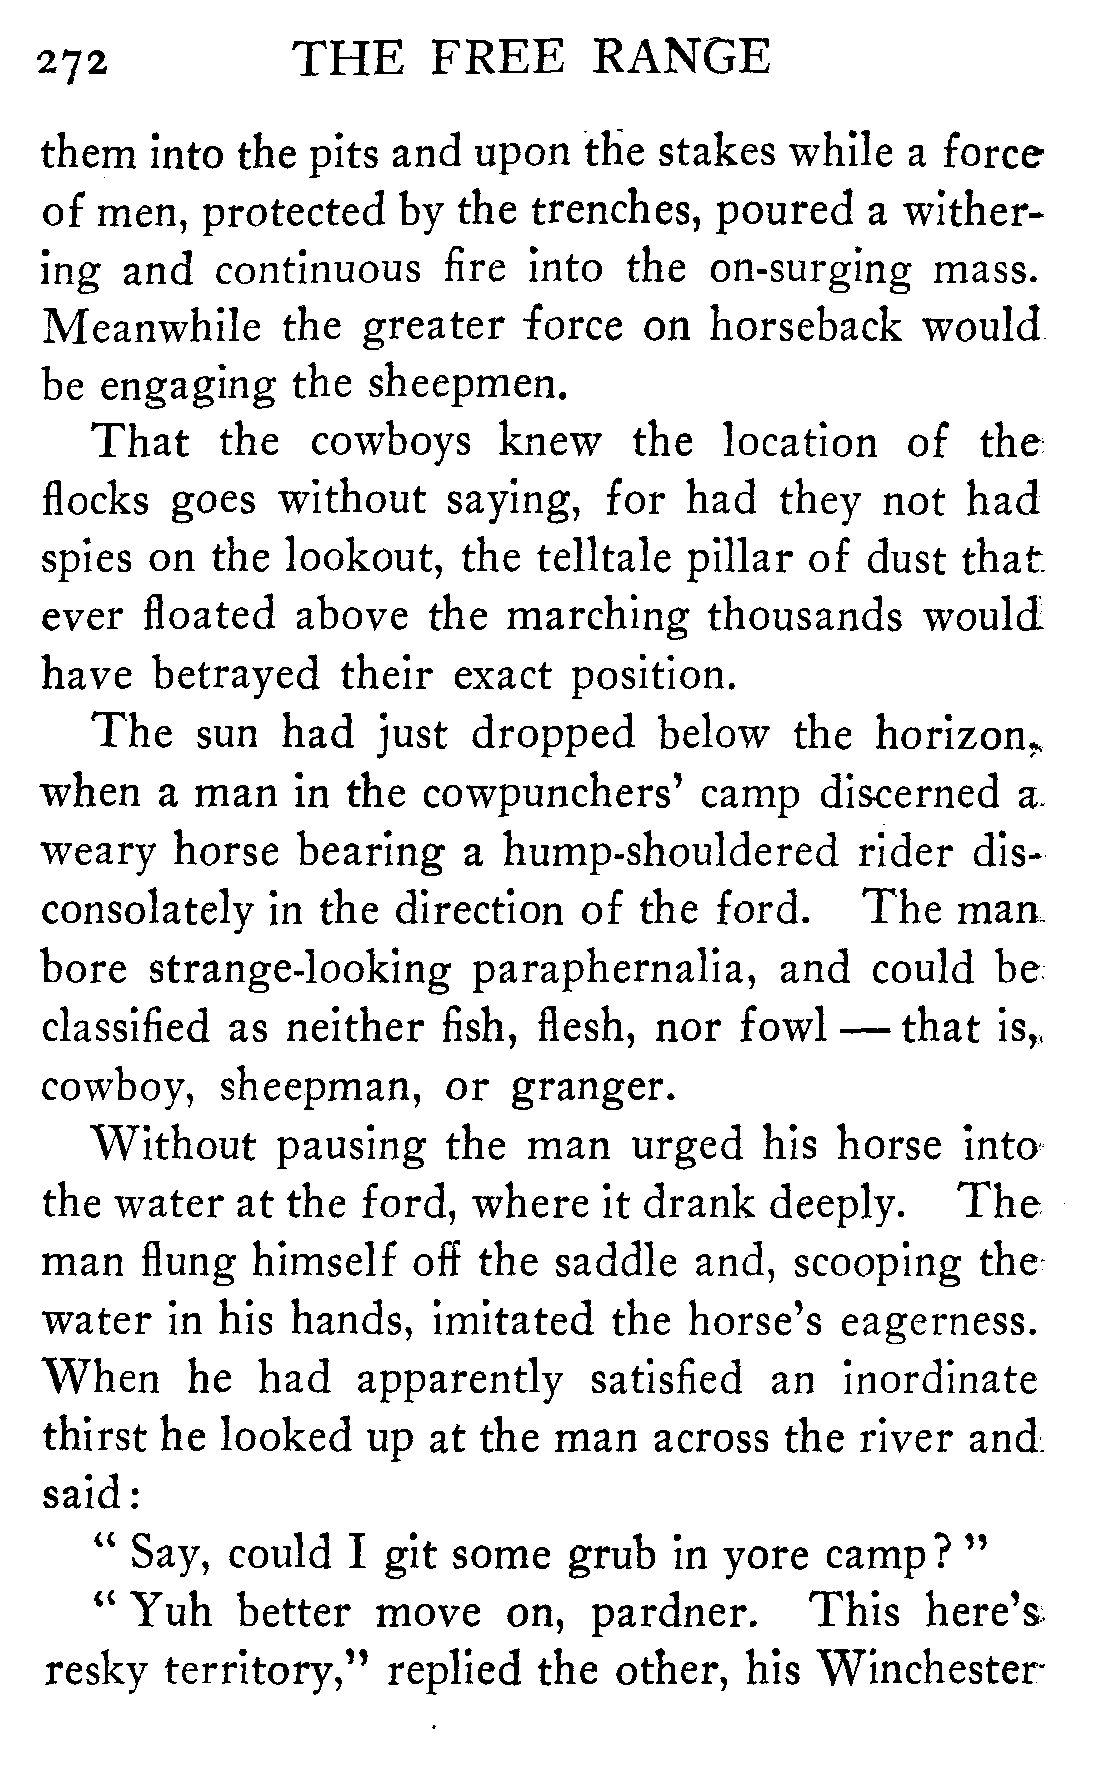 272 THE FREE RANGE
them into the pits and upon the stakes while a force
of men, protected by the trenches, poured a wither-
ing and continuous fire into the on-surging mass.
Meanwhile the greater force on horseback would
be engaging the sheepmen.
That the cowboys knew the location of the
flocks goes without saying, for had they not had
spies on the lookout, the telltale pillar of dust that
ever floated above the marching thousands would
have betrayed their exact position.
The sun had just dropped below the horizon,
when a man in the cowpunchers' camp discerned a
weary horse bearing a hump-shouldered rider dis-
consolately in the direction of the ford. The man
bore strange-looking paraphernalia, and could be
classified as neither fish, flesh, nor fowl — that is,
cowboy, sheepman, or granger.
Without pausing the man urged his horse into
the water at the ford, where it drank deeply. The
man flung himself off the saddle and, scooping the
water in his hands, imitated the horse's eagerness.
When he had apparently satisfied an inordinate
thirst he looked up at the man across the river and
said:
"Say, could I git some grub in yore camp?"
"Yuh better move on, pardner. This here's
resky territory," replied the other, his Winchester